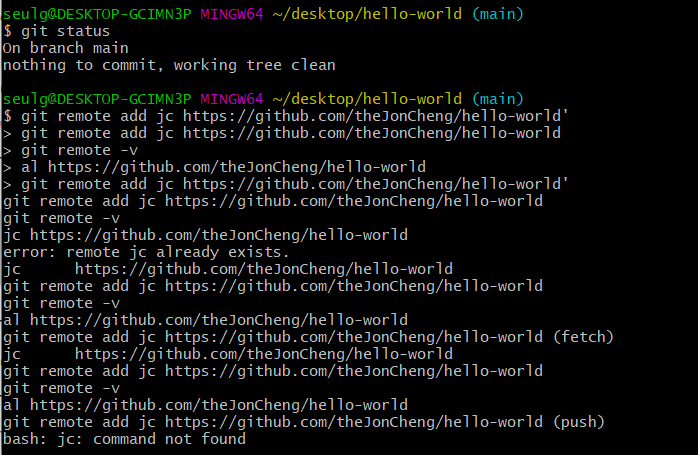 seulg@DESKTOP-GCIMN3P MINGW64 ~/desktop/hello-world (main)
$ git status
On branch main
nothing to commit, working tree clean
seulg@DESKTOP-GCIMN3P MINGW64 ~/desktop/hello-world (main)
$ git remote add jc https://github.com/theJonCheng/hello-world'
> git remote add jc https://github.com/theJonCheng/hello-world
> git remote -v
> al https://github.com/theJonCheng/hello-world
> git remote add jc https://github.com/theJonCheng/hello-world'
git remote add jc https://github.com/theJonCheng/hello-world
git remote -v
jc https://github.com/theJonCheng/hello-world
error: remote jc already exists.
jc      https://github.com/theJonCheng/hello-world
git remote add jc https://github.com/theJonCheng/hello-world
git remote -v
al https://github.com/theJonCheng/hello-world
git remote add jc https://github.com/theJonCheng/hello-world (fetch)
jc      https://github.com/theJonCheng/hello-world
git remote add jc https://github.com/theJonCheng/hello-world
git remote -v
al https://github.com/theJonCheng/hello-world
git remote add jc https://github.com/theJonCheng/hello-world (push)
bash: jc: command not found